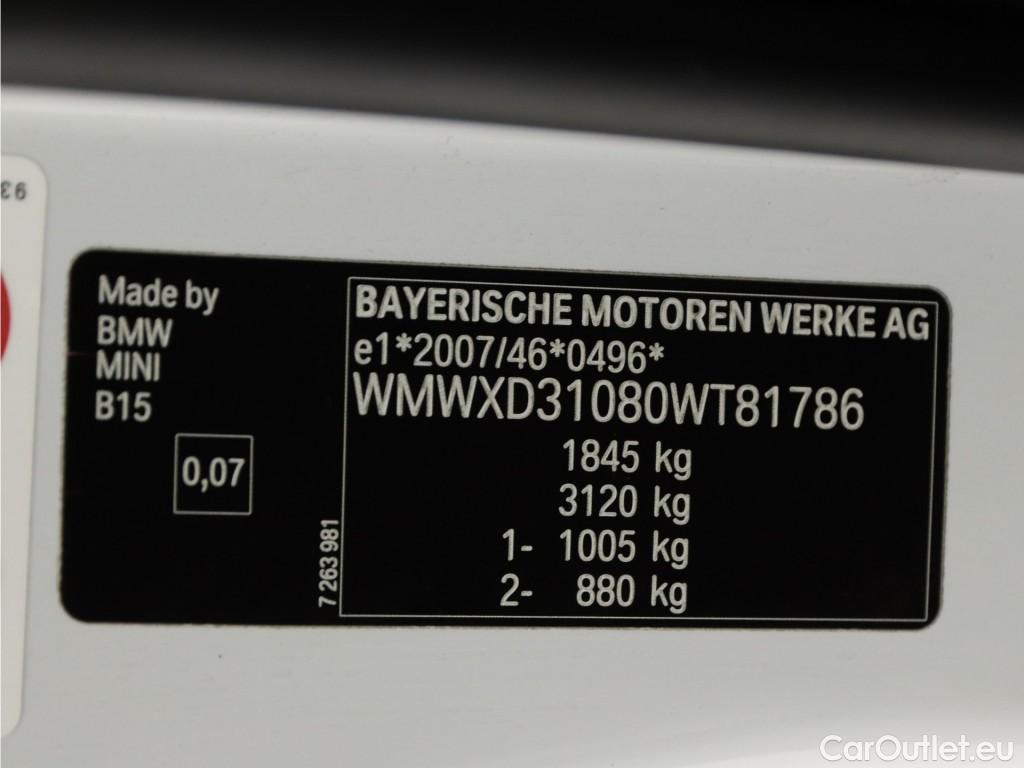 93
Made by
BMW
MINI
B15
0,07
7 263 981
BAYERISCHE MOTOREN WERKE AG
e1*2007/46*0496*
WMWXD31080WT81786
1845 kg
3120 kg
1- 1005 kg
2- 880 kg
CarOutlet.eu